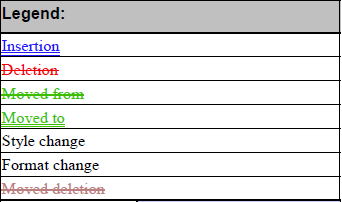 Legend:
Insertion
Deletion
Moved from
Moved to
Style change
Format change
Moved deletion